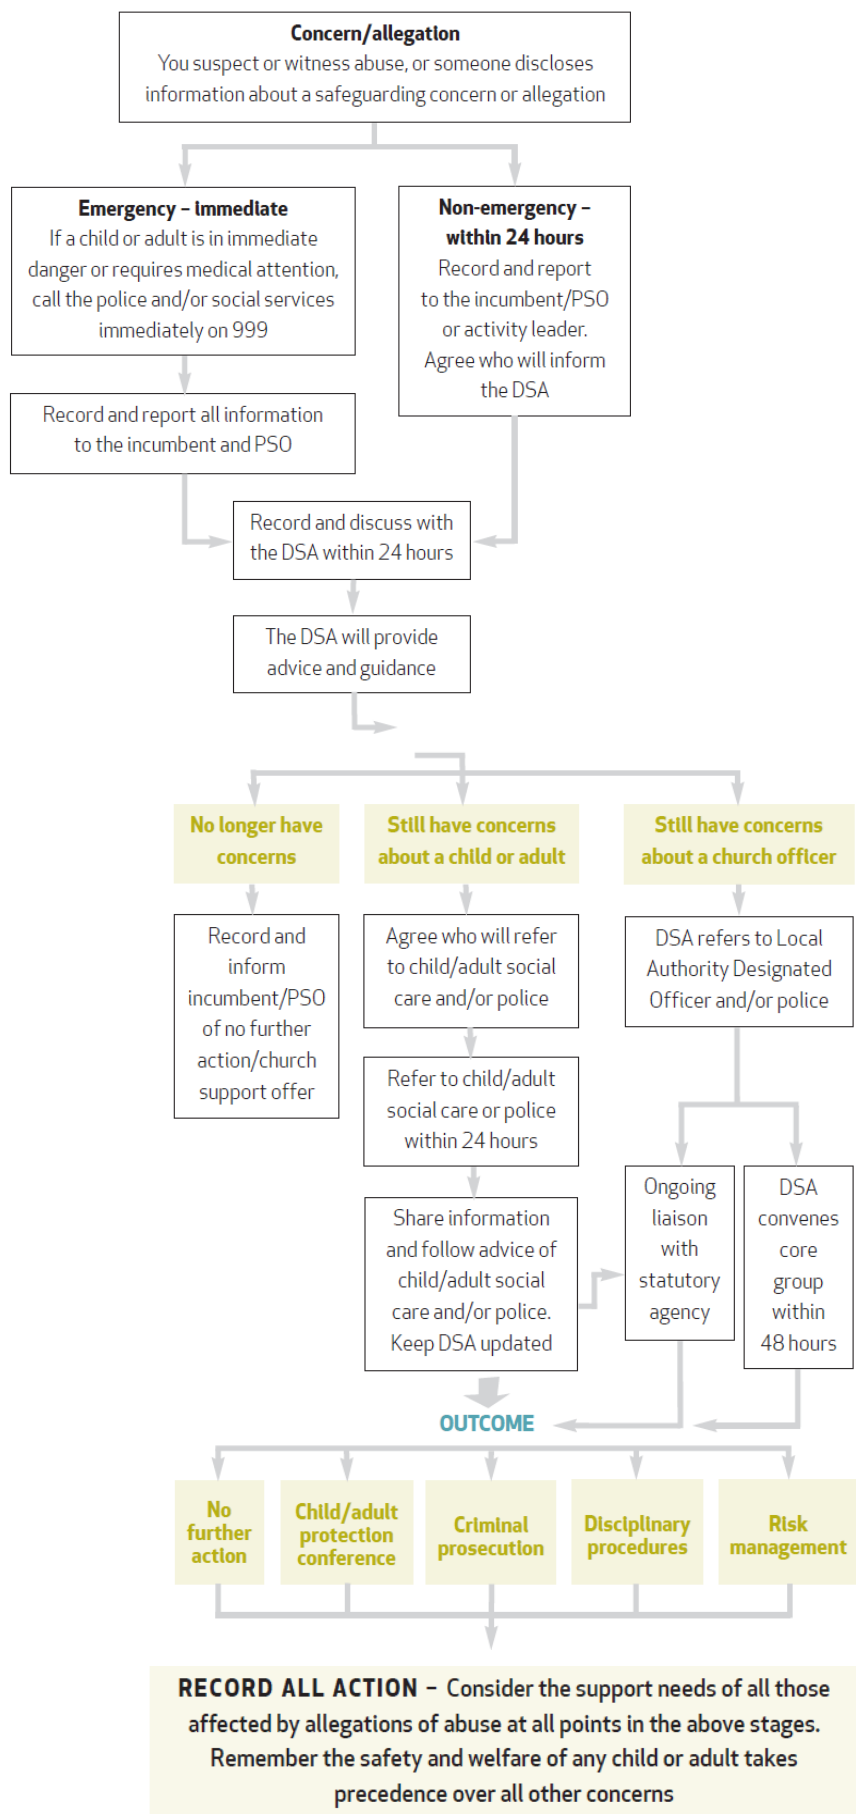 Concern/allegation
You suspect or witness abuse, or someone discloses
information about a safeguarding concern or allegation
Emergency – immediate
If a child or adult is in immediate
danger or requires medical attention,
call the police and/or social services
immediately on 999
Non-emergency –
within 24 hours
Record and report
to the incumbent/PSO
or activity leader.
Agree who will inform
the DSA
Record and report all information
to the incumbent and PSO
Record and discuss with
the DSA within 24 hours
The DSA will provide
advice and guidance
No longer have
concerns
Still have concerns
about a child or adult
Still have concerns
about a church officer
Record and
inform
incumbent/PSO
of no further
action/church
support offer
Agree who will refer
to child/adult social
care and/or police
DSA refers to Local
Authority Designated
Officer and/or police
Refer to child/adult
social care or police
within 24 hours
Share information
and follow advice of
child/adult social
care and/or police.
Keep DSA updated
Ongoing
liaison
with
statutory
agency
DSA
convenes
core
group
within
48 hours
OUTCOME
No
further
action
Child/adult
protection
conference
Criminal
prosecution
Disciplinary
procedures
Risk
management
RECORD ALL ACTION – Consider the support needs of all those
affected by allegations of abuse at all points in the above stages.
Remember the safety and welfare of any child or adult takes
precedence over all other concerns